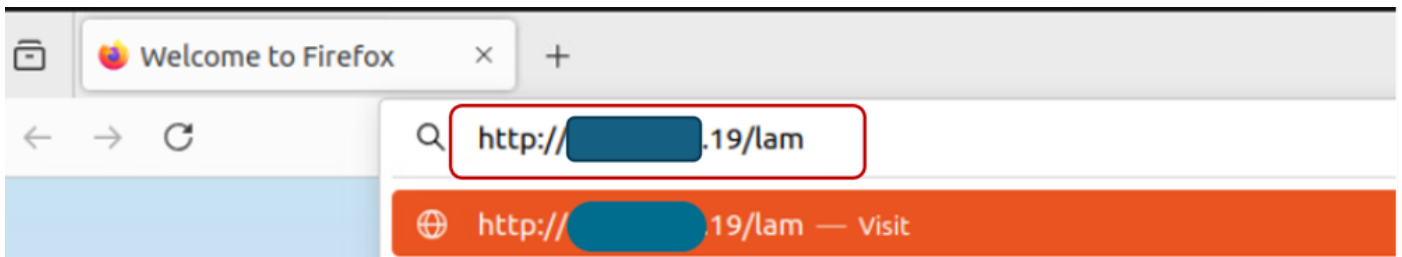 Welcome to Firefox
http:// .19/lam
http:// .19/lam — Visit